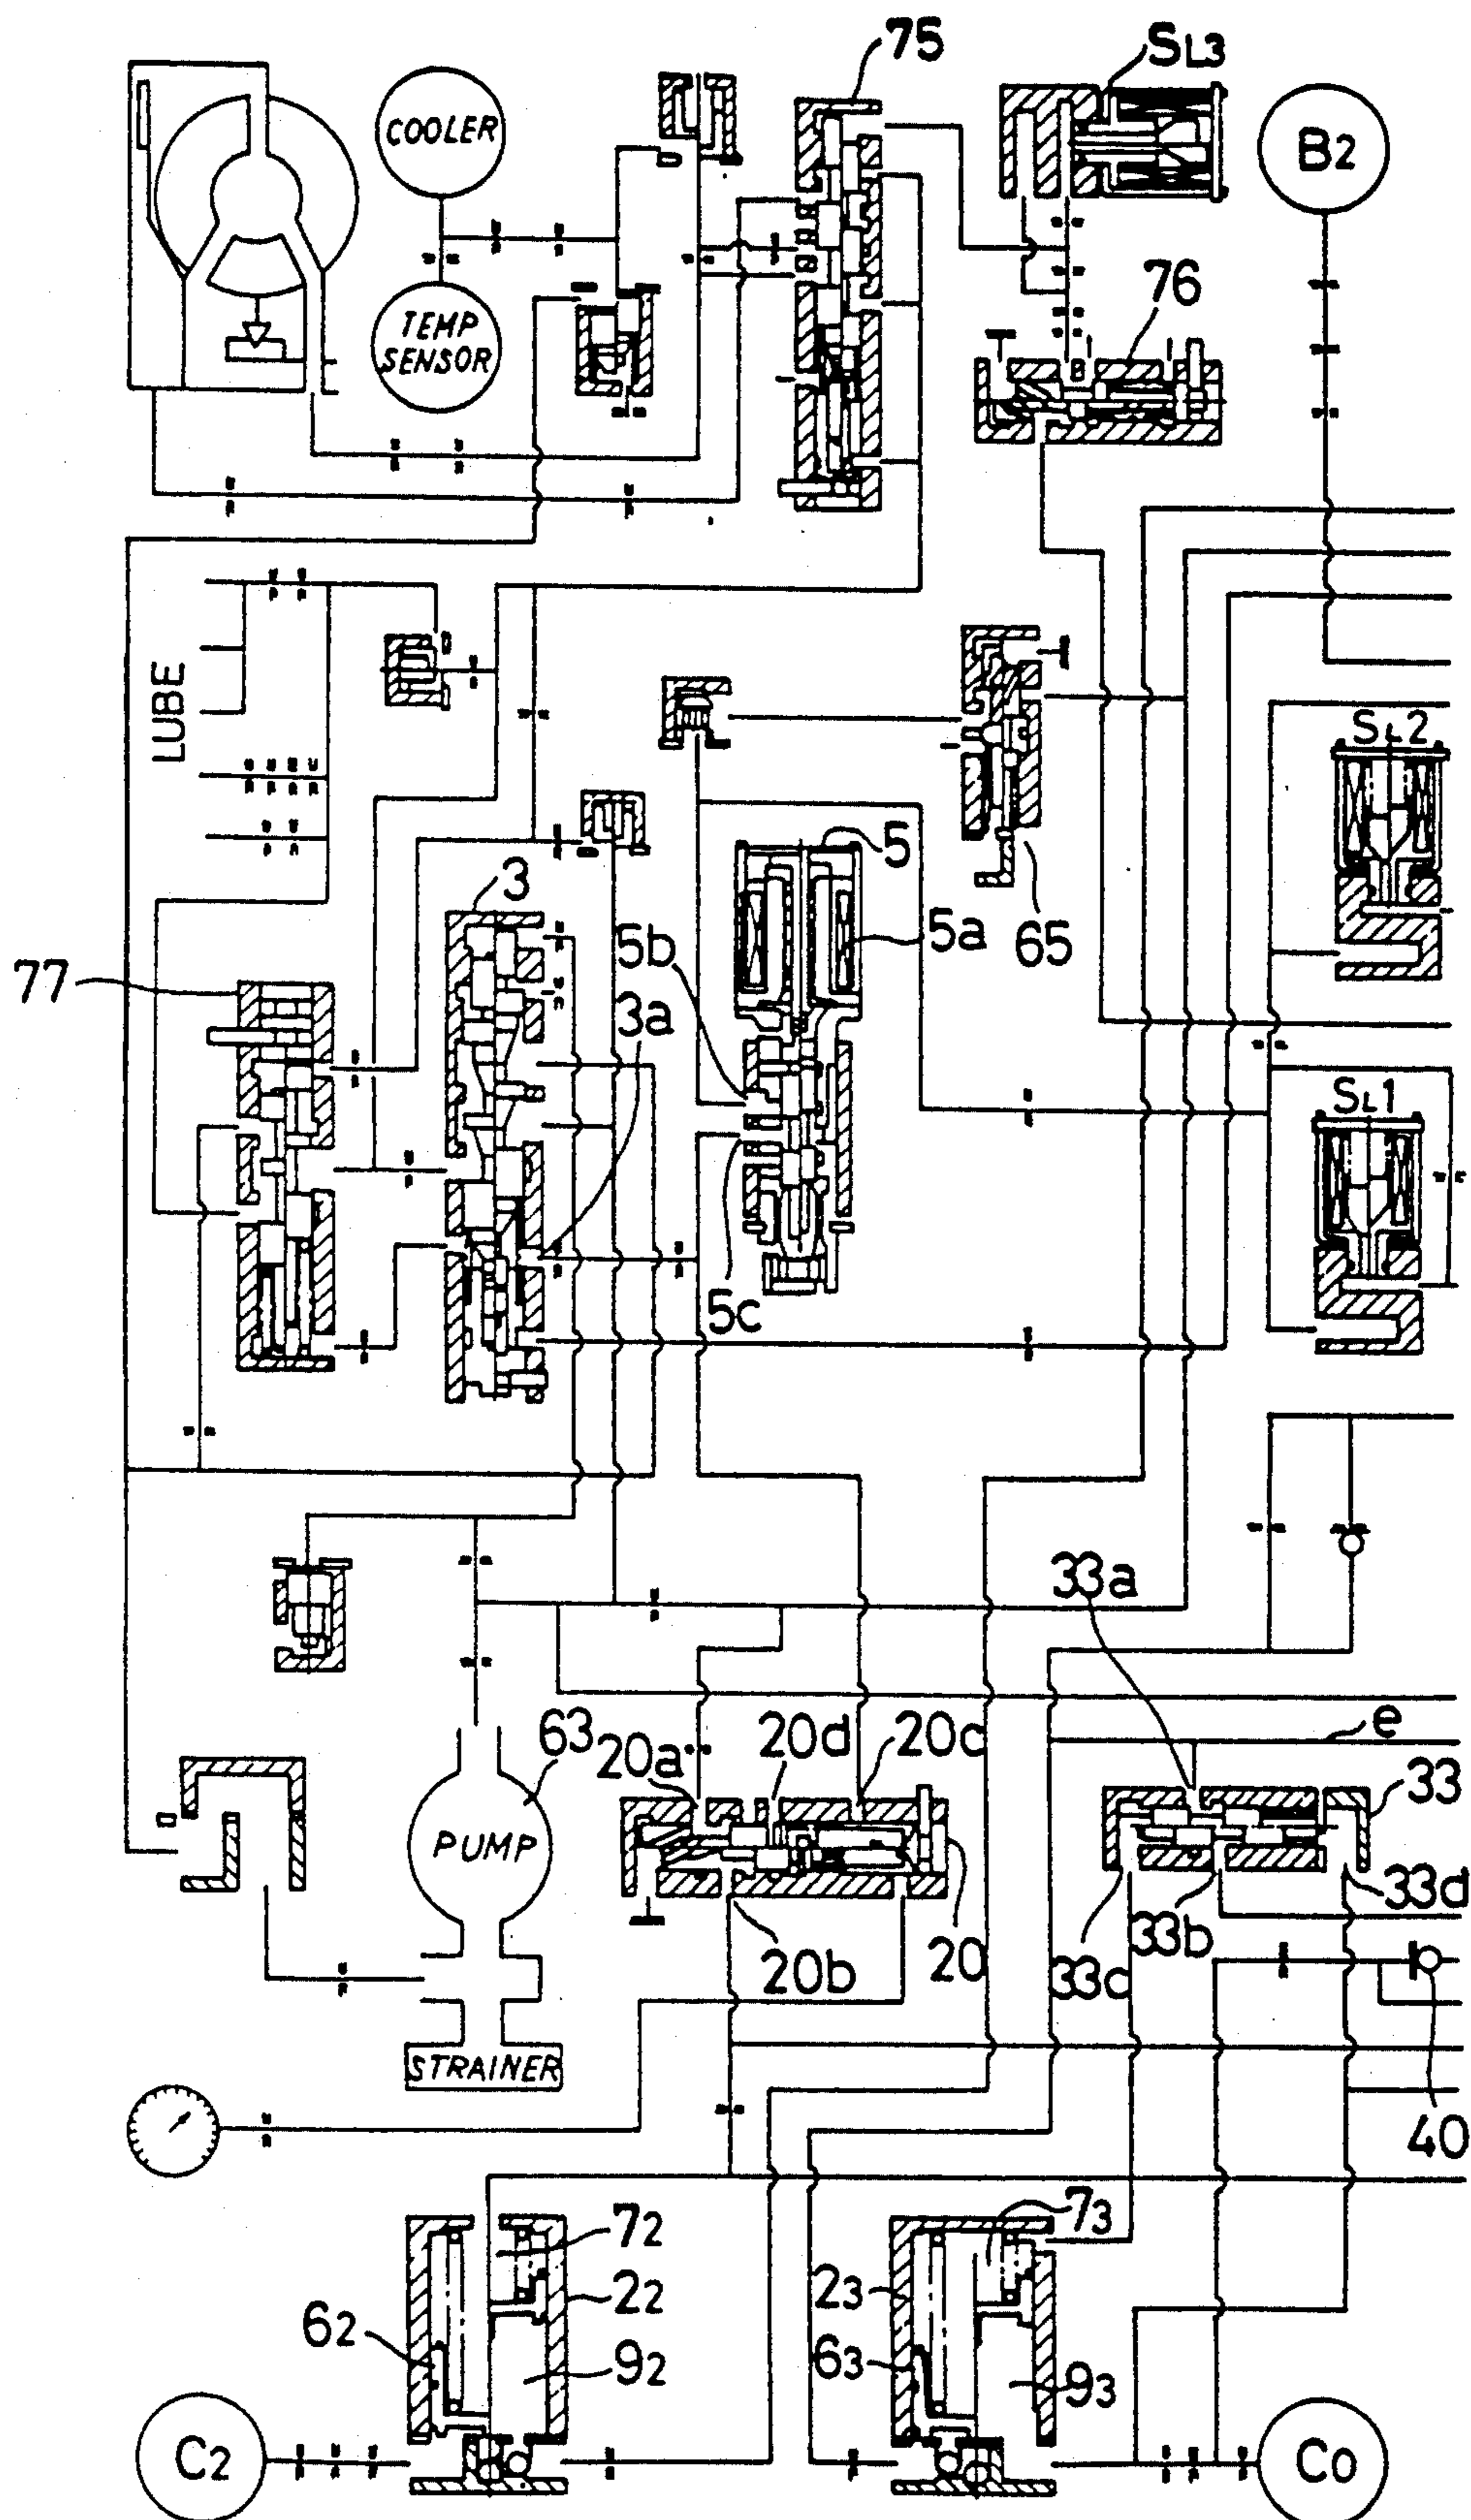 75
SL3
COOLER
B2
76
TEMP
SENSOR
LUBE
SL2
5
3
5b
5a
65
77
3a
SL1
5c
33a
e
63
20a
20d
20c
33
PUMP
33d
20b
20
33c
33b
STRAINER
40
72
73
22
23
62
92
63
93
C2
C0